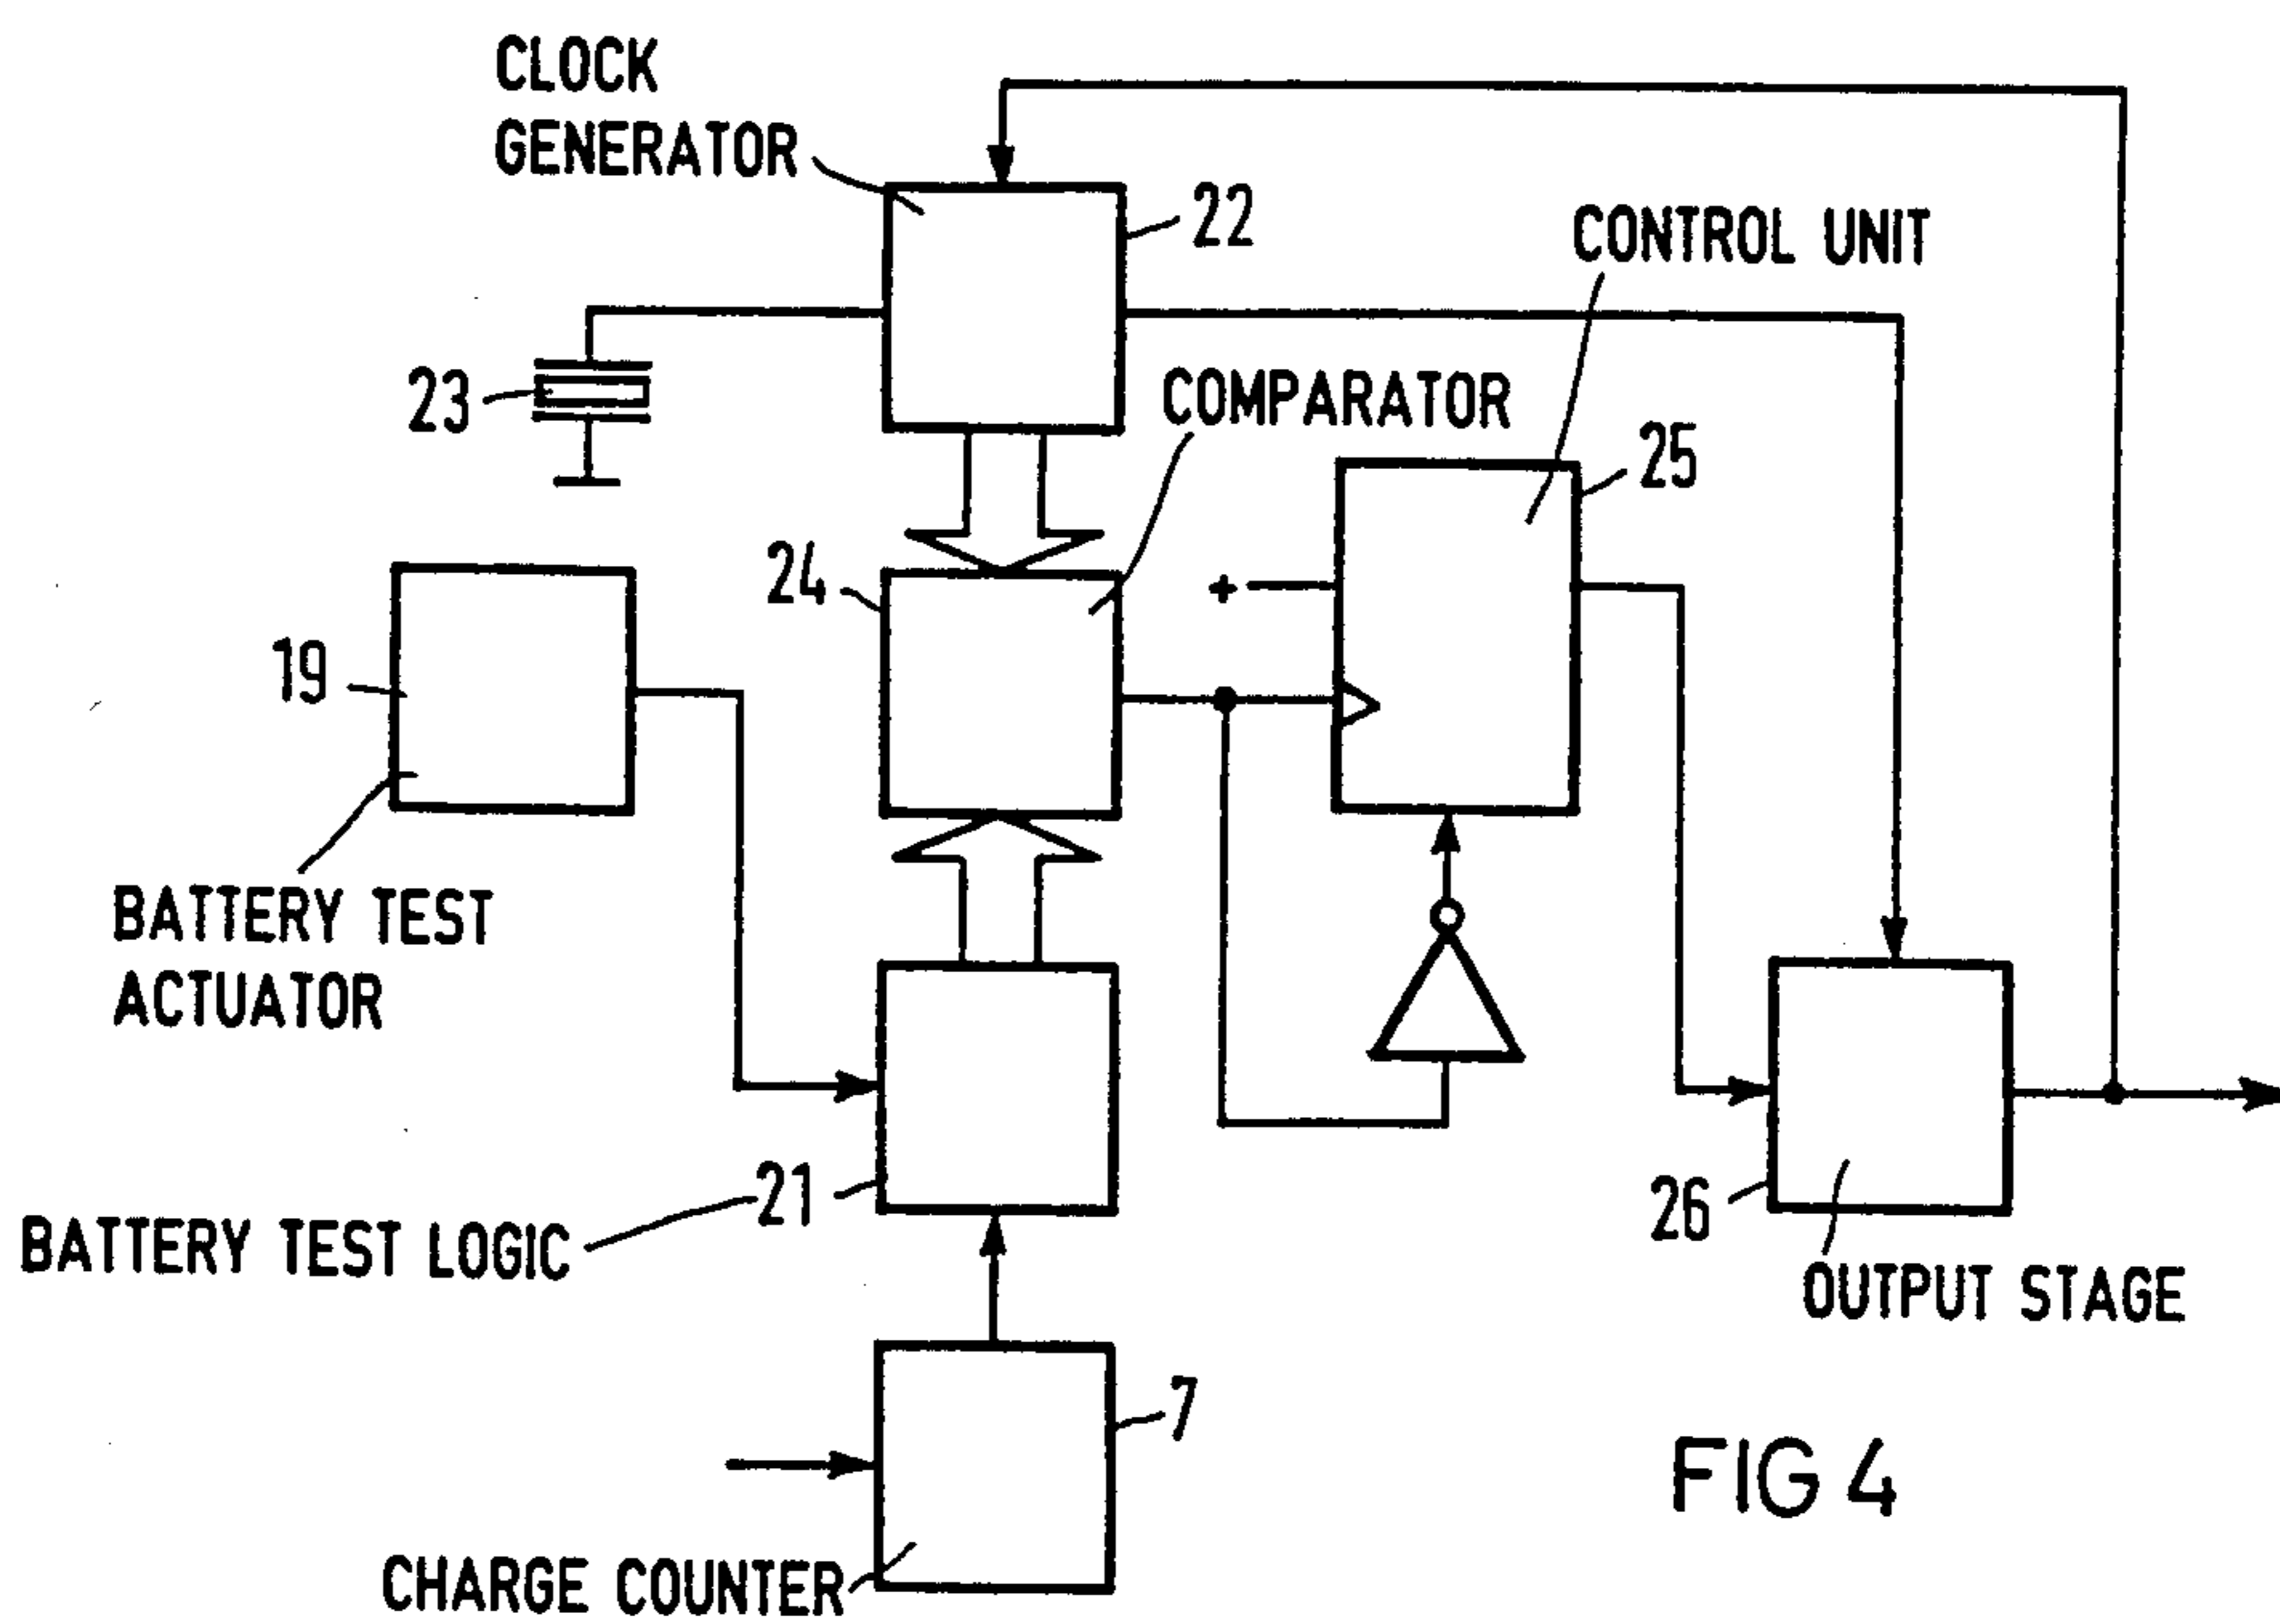 CLOCK
GENERATOR
22
CONTROL UNIT
23
COMPARATOR
25
24
+
19
BATTERY TEST
ACTUATOR
21
BATTERY TEST LOGIC
26
OUTPUT STAGE
7
CHARGE COUNTER
FIG 4